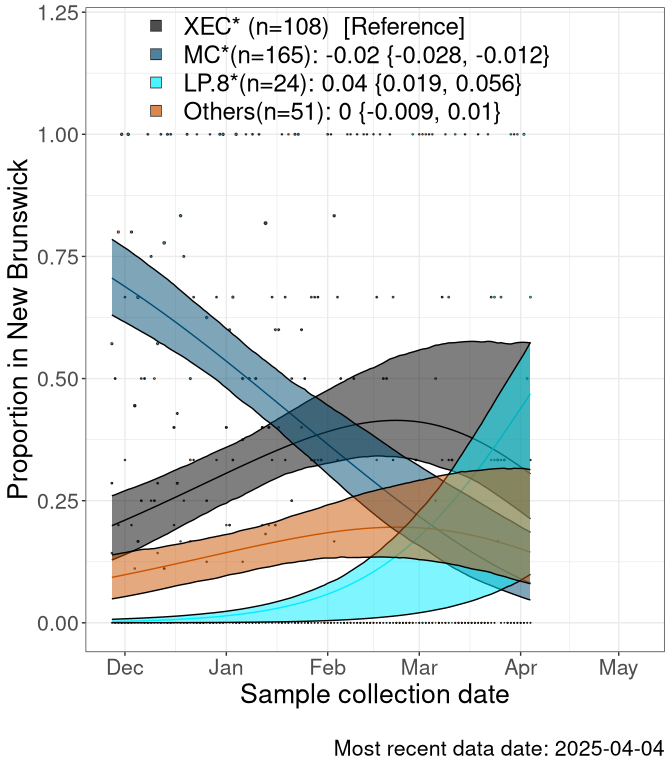 XEC* (n=108)  [Reference]
MC*(n=165): -0.02 {-0.028, -0.012}
LP.8*(n=24): 0.04 {0.019, 0.056}
Others(n=51): 0 {-0.009, 0.01}
1.25
1.00
0.75
0.50
0.25
0.00
Proportion in New Brunswick
Dec Jan Feb Mar Apr May
Sample collection date
Most recent data date: 2025-04-04